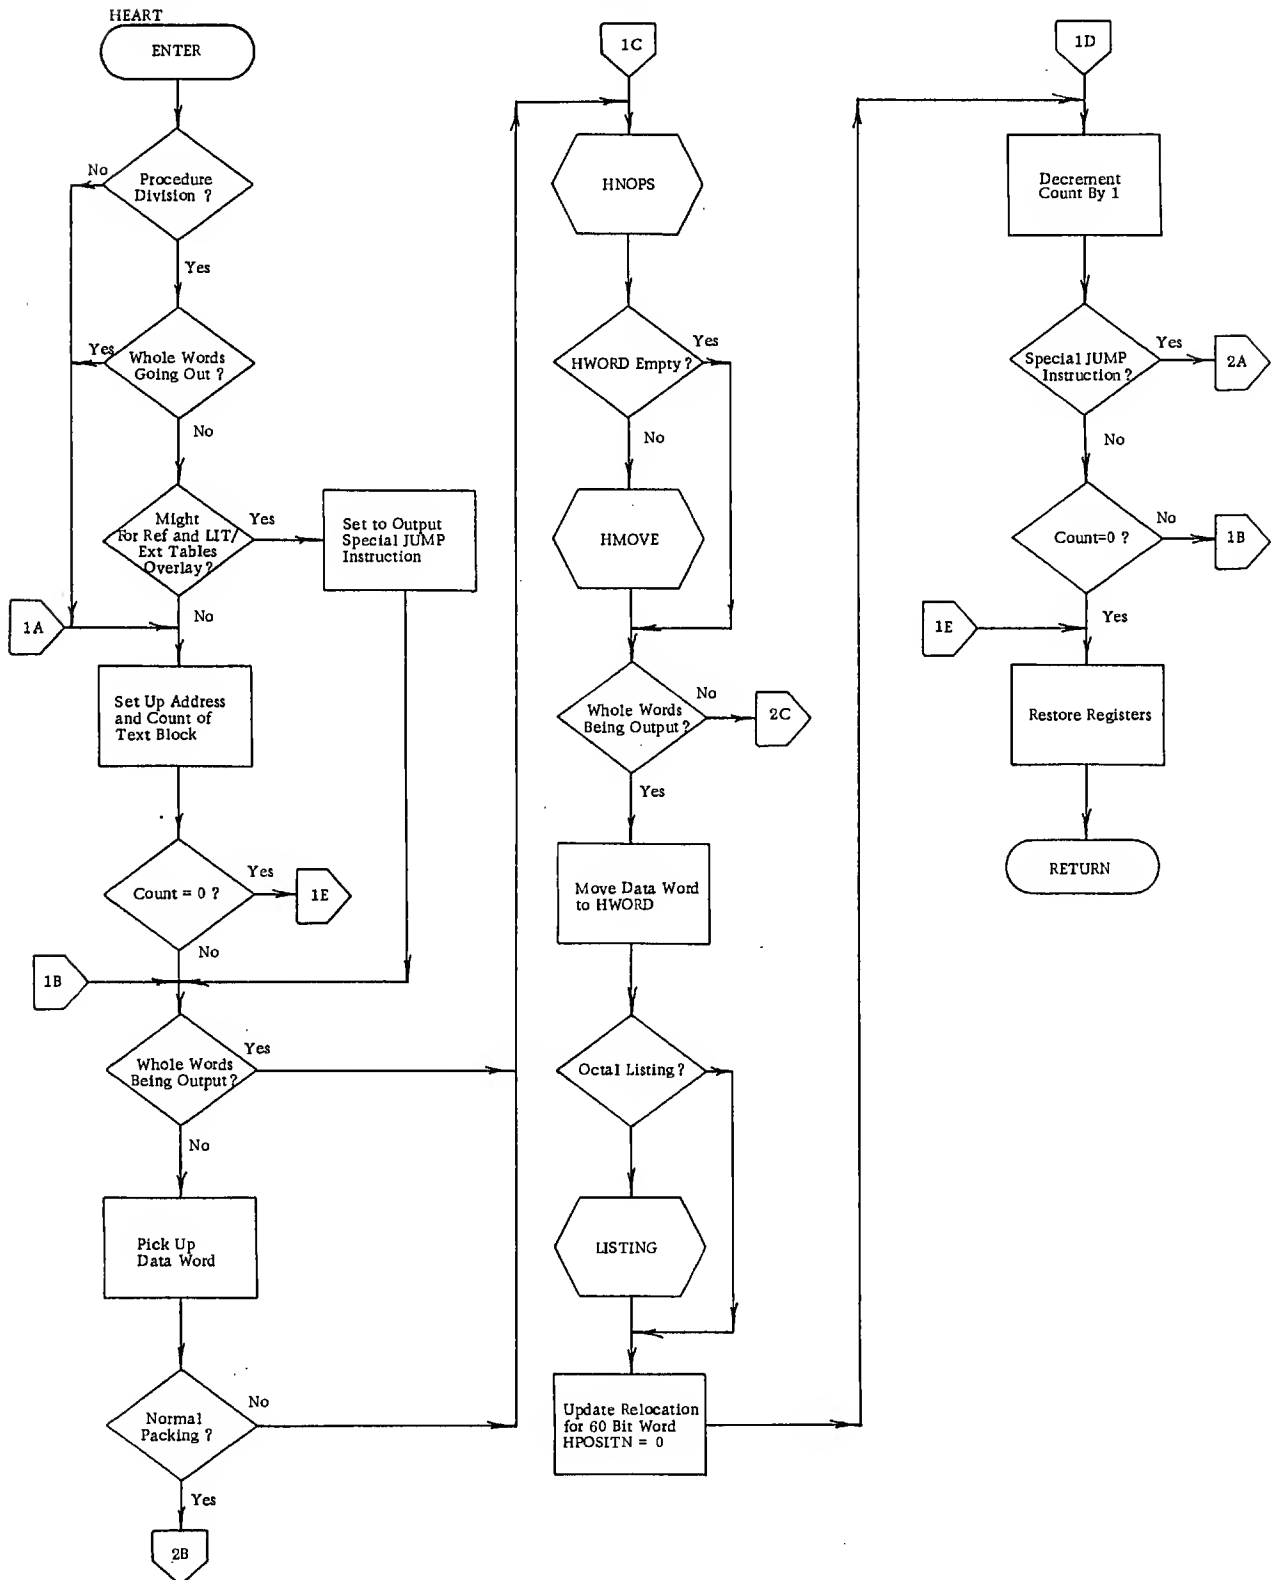 HEART
ENTER
No
Procedure
Division ?
Yes
Yes
Whole Words
Going Out ?
No
Might
For Ref and LIT/
Ext Tables
Overlay ?
Yes
Set to Output
Special JUMP
Instruction
No
1A
Set Up Address
and Count of
Text Block
Count = 0 ?
Yes
1E
No
1B
Whole Words
Being Output ?
Yes
No
Pick Up
Data Word
Normal
Packing ?
No
Yes
2B
1C
HNOPS
HWORD Empty ?
Yes
No
HMOVE
Whole Words
Being Output ?
No
2C
Yes
Move Data Word
to HWORD
Octal Listing ?
LISTING
Update Relocation
for 60 Bit Word
HPOSITN = 0
1D
Decrement
Count By 1
Special JUMP
Instruction ?
Yes
2A
No
Count=0 ?
No
1B
Yes
1E
Restore Registers
RETURN